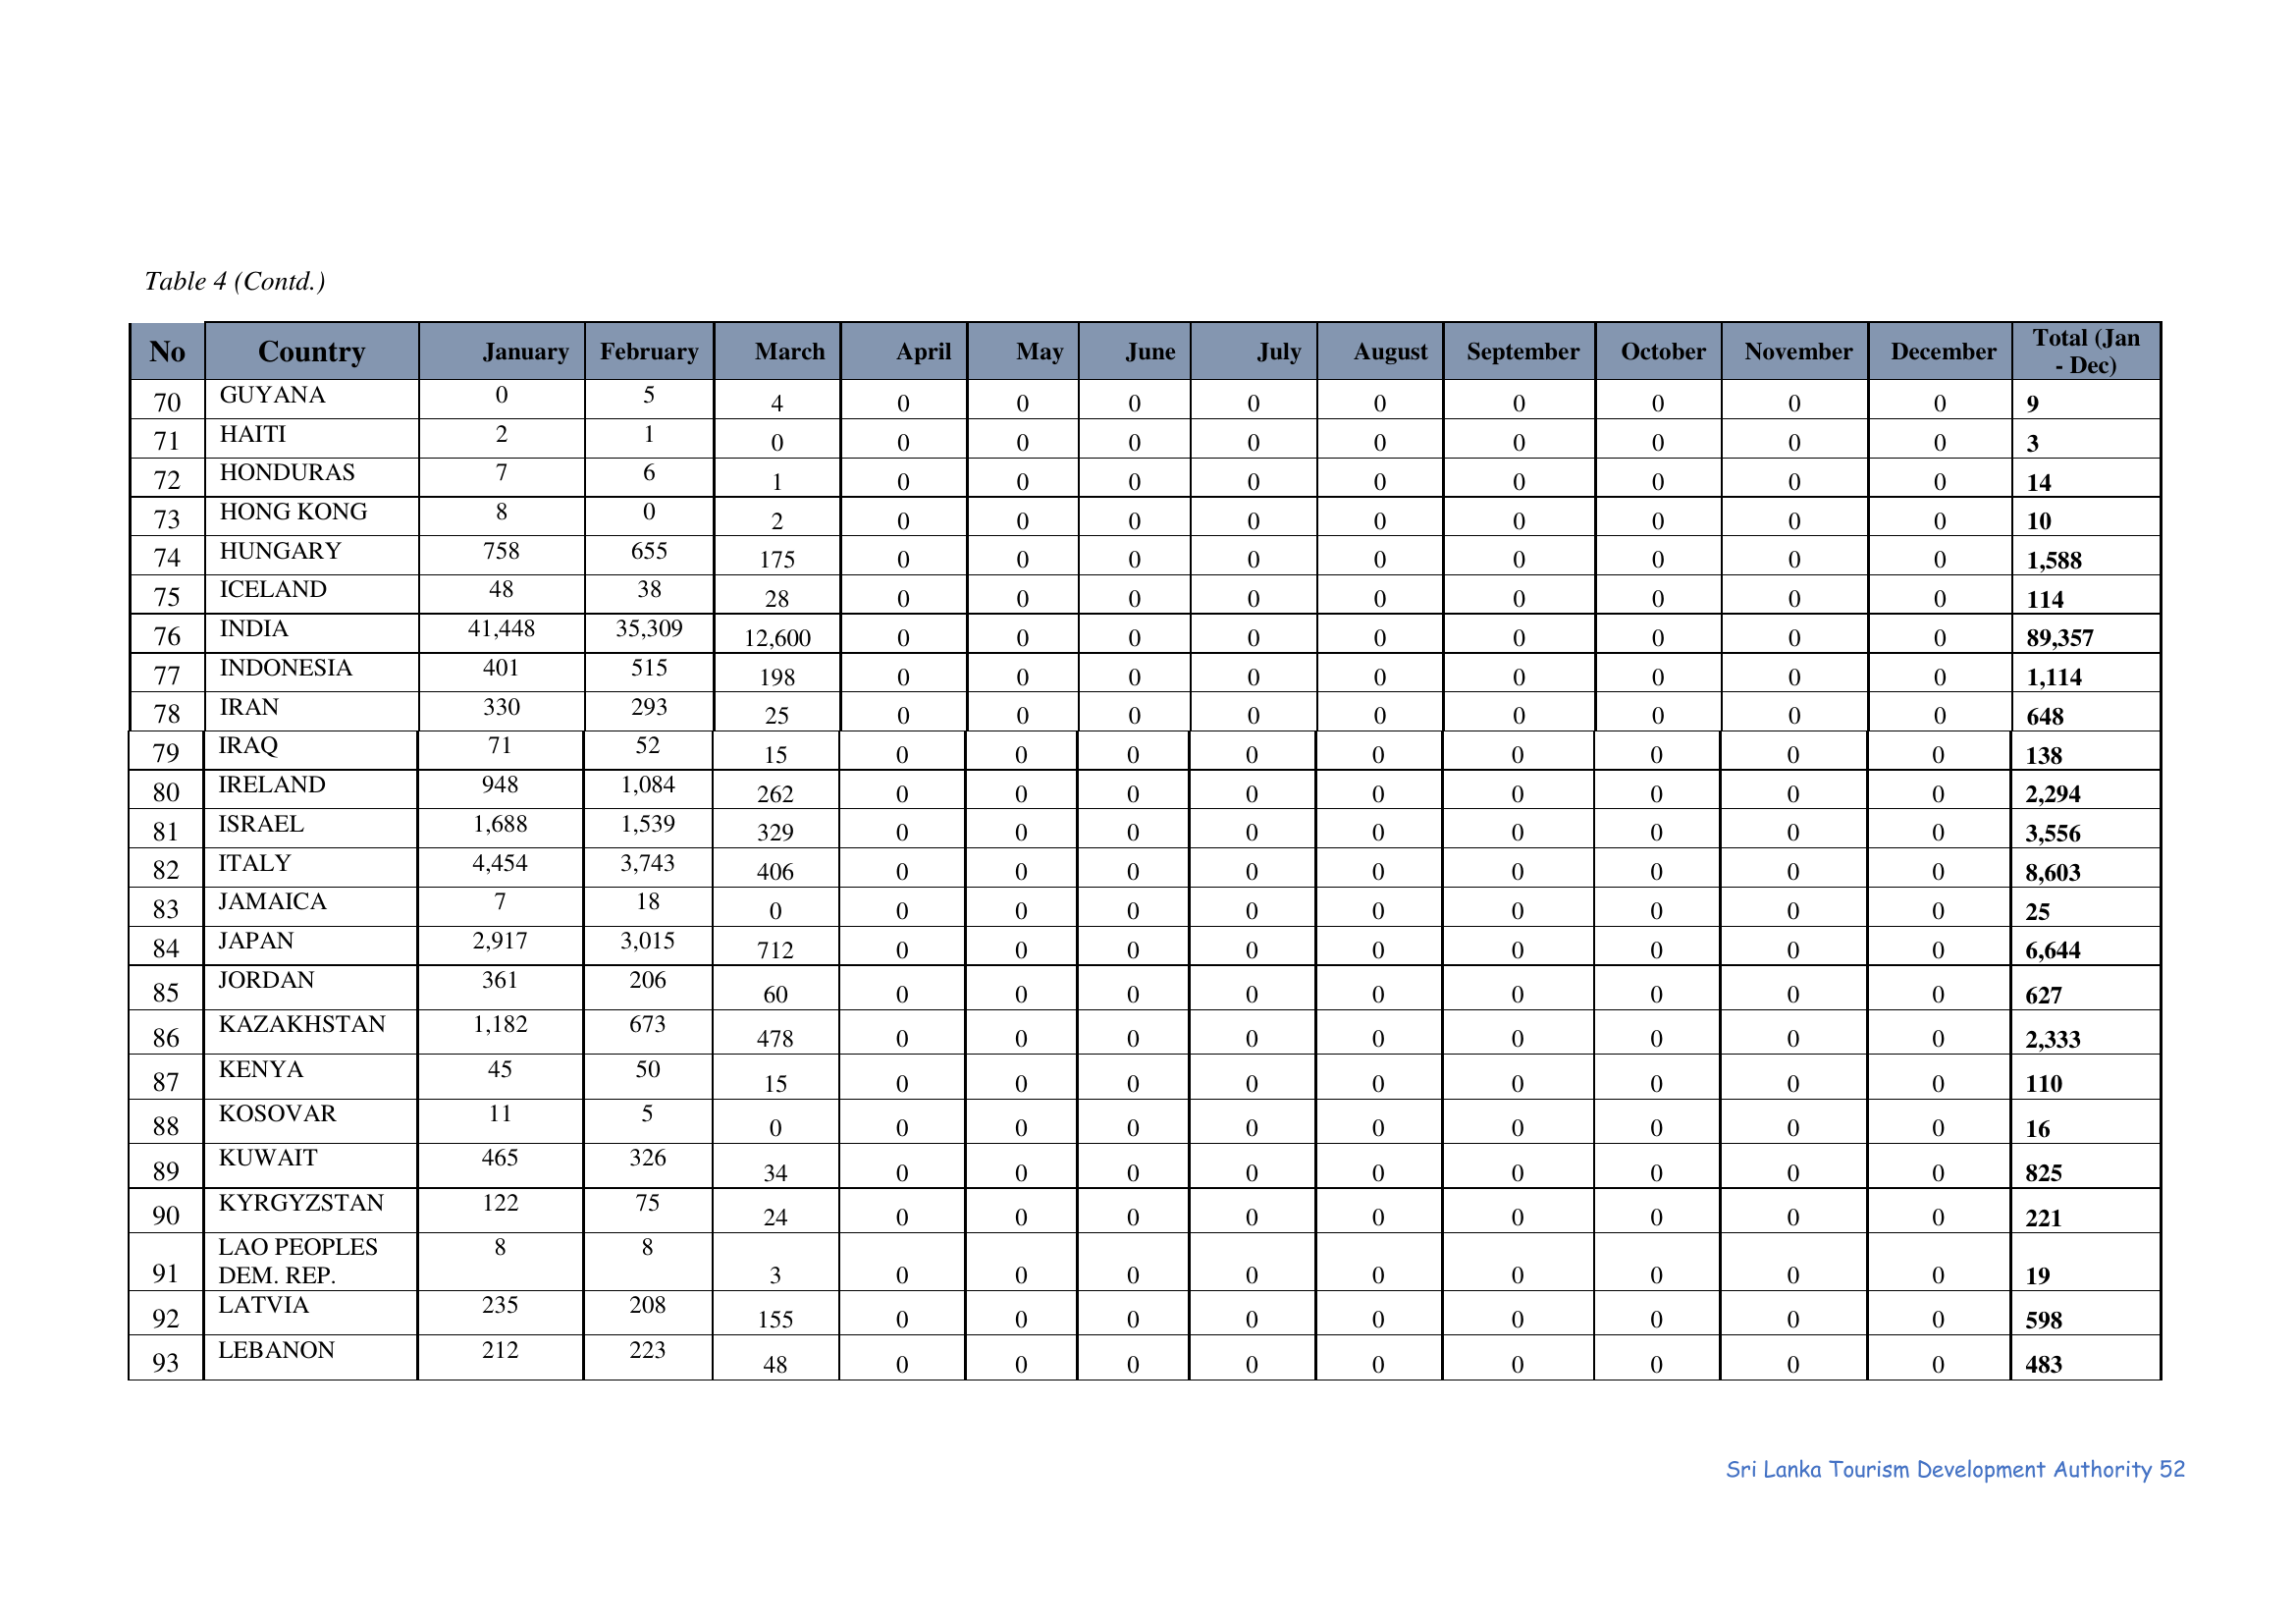 Table 4 (Contd.)
No Country January February March April May June July August September October November December Total (Jan - Dec)
70 GUYANA 0 5 4 0 0 0 0 0 0 0 0 0 9
71 HAITI 2 1 0 0 0 0 0 0 0 0 0 0 3
72 HONDURAS 7 6 1 0 0 0 0 0 0 0 0 0 14
73 HONG KONG 8 0 2 0 0 0 0 0 0 0 0 0 10
74 HUNGARY 758 655 175 0 0 0 0 0 0 0 0 0 1,588
75 ICELAND 48 38 28 0 0 0 0 0 0 0 0 0 114
76 INDIA 41,448 35,309 12,600 0 0 0 0 0 0 0 0 0 89,357
77 INDONESIA 401 515 198 0 0 0 0 0 0 0 0 0 1,114
78 IRAN 330 293 25 0 0 0 0 0 0 0 0 0 648
79 IRAQ 71 52 15 0 0 0 0 0 0 0 0 0 138
80 IRELAND 948 1,084 262 0 0 0 0 0 0 0 0 0 2,294
81 ISRAEL 1,688 1,539 329 0 0 0 0 0 0 0 0 0 3,556
82 ITALY 4,454 3,743 406 0 0 0 0 0 0 0 0 0 8,603
83 JAMAICA 7 18 0 0 0 0 0 0 0 0 0 0 25
84 JAPAN 2,917 3,015 712 0 0 0 0 0 0 0 0 0 6,644
85 JORDAN 361 206 60 0 0 0 0 0 0 0 0 0 627
86 KAZAKHSTAN 1,182 673 478 0 0 0 0 0 0 0 0 0 2,333
87 KENYA 45 50 15 0 0 0 0 0 0 0 0 0 110
88 KOSOVAR 11 5 0 0 0 0 0 0 0 0 0 0 16
89 KUWAIT 465 326 34 0 0 0 0 0 0 0 0 0 825
90 KYRGYZSTAN 122 75 24 0 0 0 0 0 0 0 0 0 221
91 LAO PEOPLES DEM. REP. 8 8 3 0 0 0 0 0 0 0 0 0 19
92 LATVIA 235 208 155 0 0 0 0 0 0 0 0 0 598
93 LEBANON 212 223 48 0 0 0 0 0 0 0 0 0 483
Sri Lanka Tourism Development Authority 52